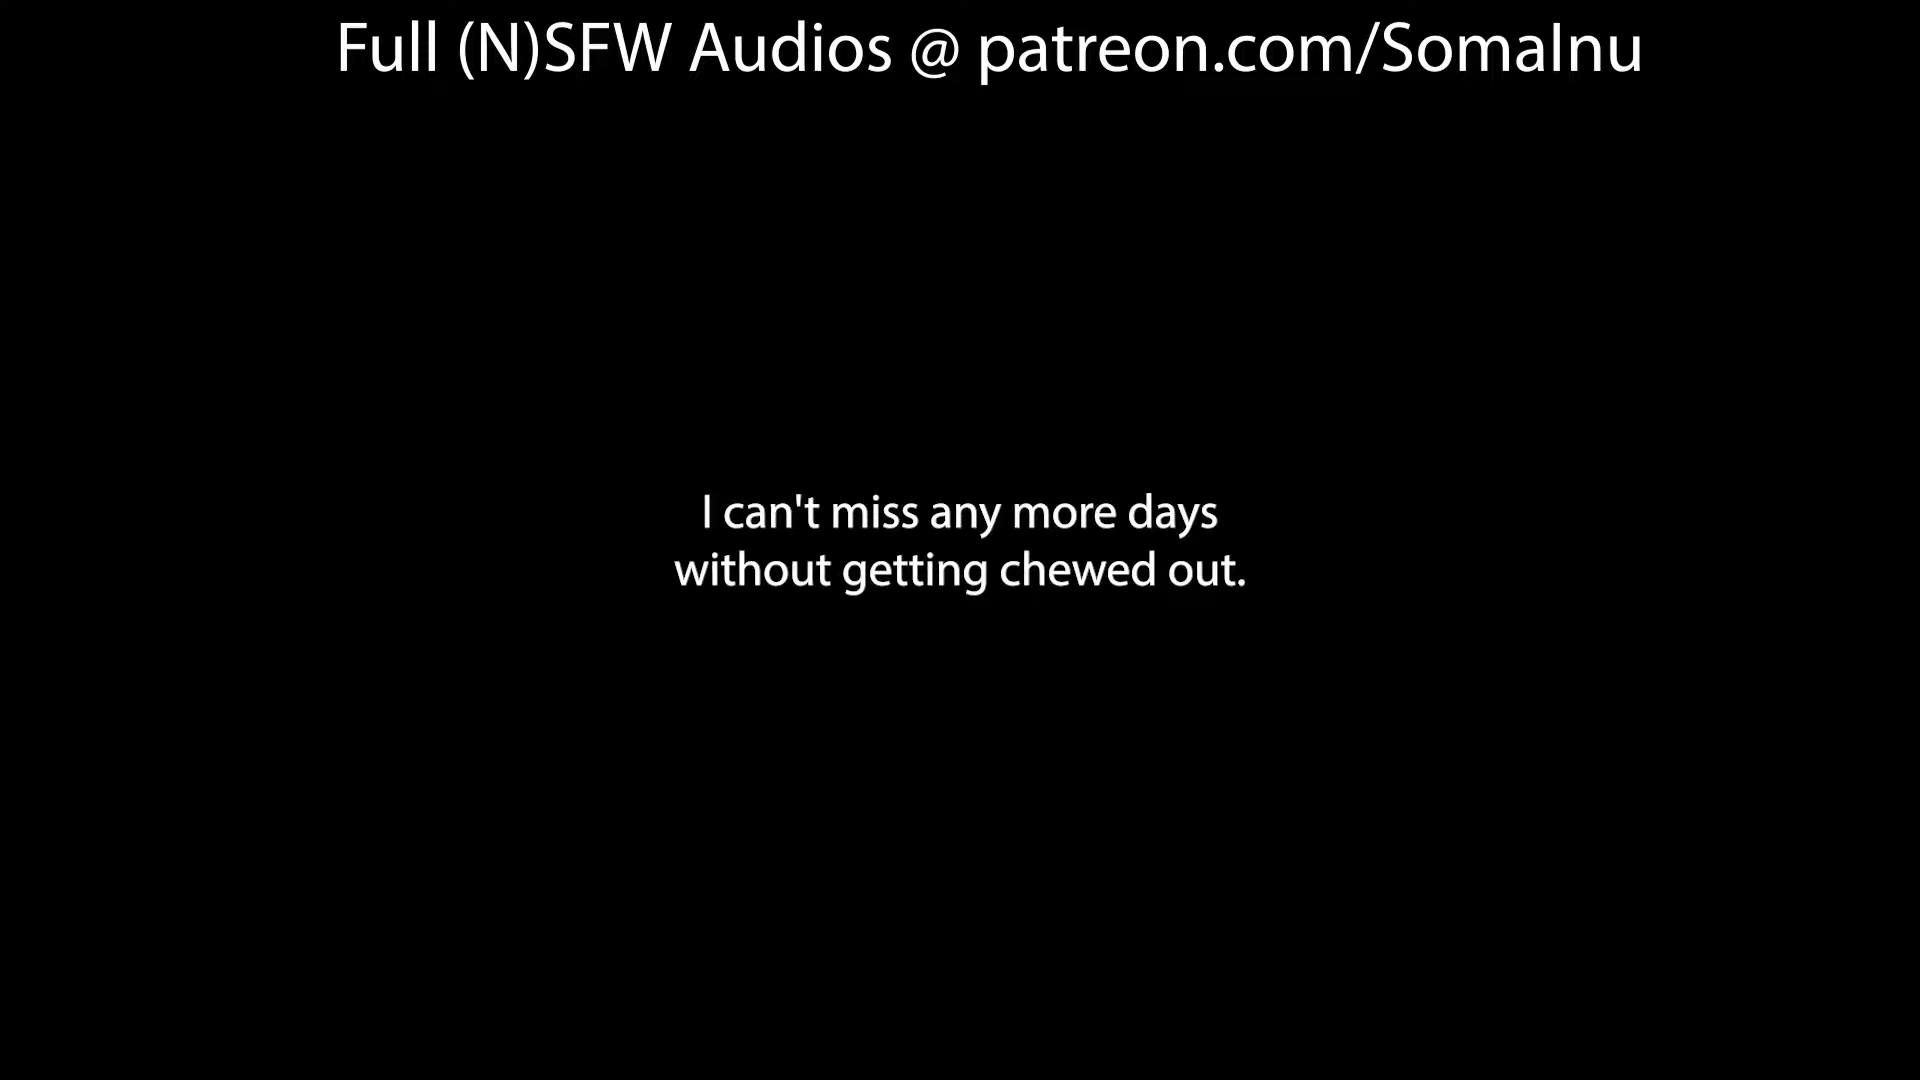 Full (N)SFW Audios @ patreon.com/SomaInu
I can't miss any more days
without getting chewed out.